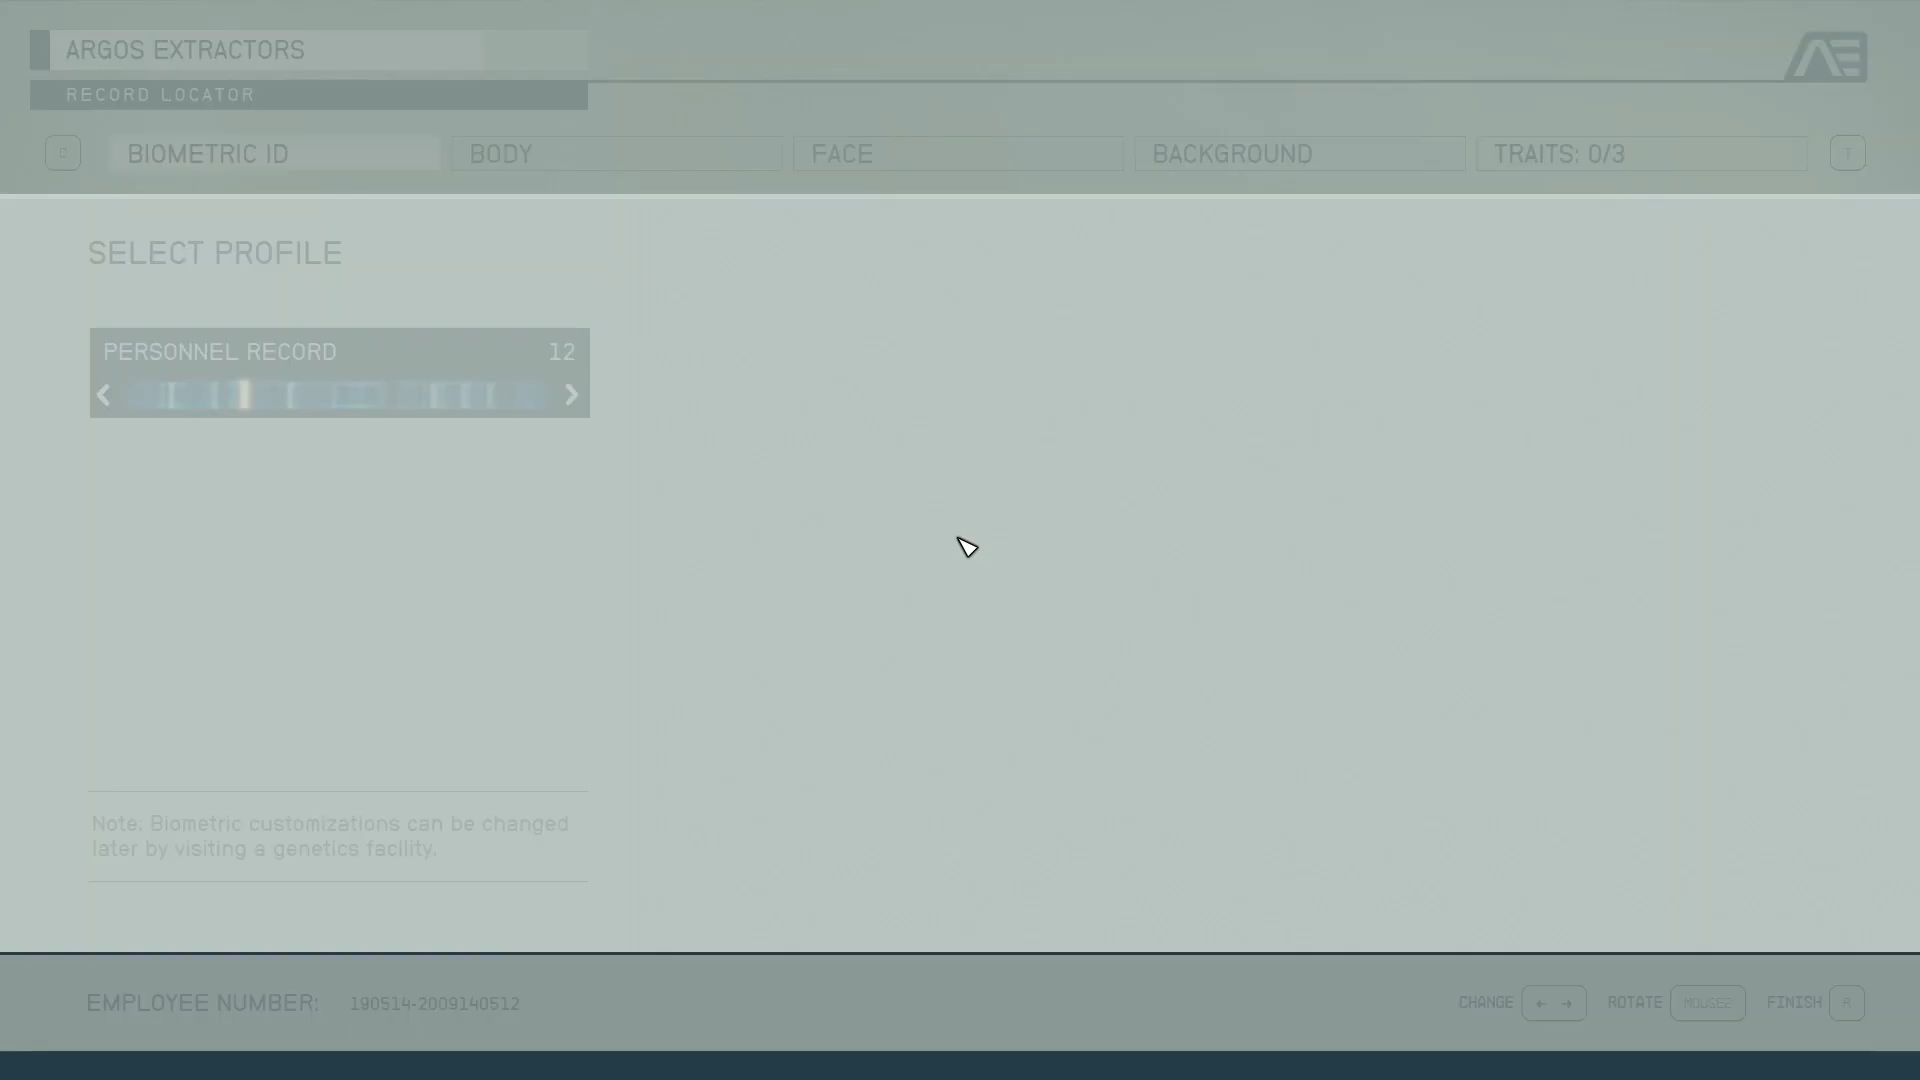 ARGOS EXTRACTORS
RECORD LOCATOR
BIOMETRIC ID
BODY
FACE
BACKGROUND
TRAITS: 0/3
T
SELECT PROFILE
PERSONNEL RECORD 12
Note: Biometric customizations can be changed
later by visiting a genetics facility.
EMPLOYEE NUMBER: 190514-2009140512
CHANGE ← →
ROTATE MOUSE2
FINISH R